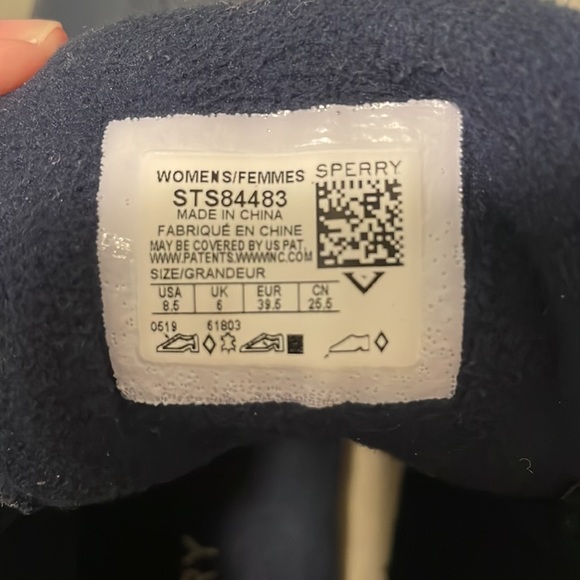 WOMENS/FEMMES SPERRY
STS84483
MADE IN CHINA
FABRIQUÉ EN CHINE
MAY BE COVERED BY US PAT.
WWW.PATENTS.WWWINC.COM
SIZE/GRANDEUR
USA UK EUR CN
8.5 6 39.5 25.5
0519 61803